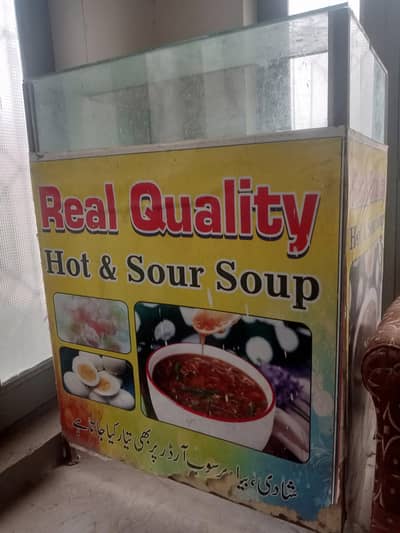 Real Quality
Hot & Sour Soup
شادی، بیاہ پر سوپ آرڈر پر بھی تیار کیا جاتا ہے